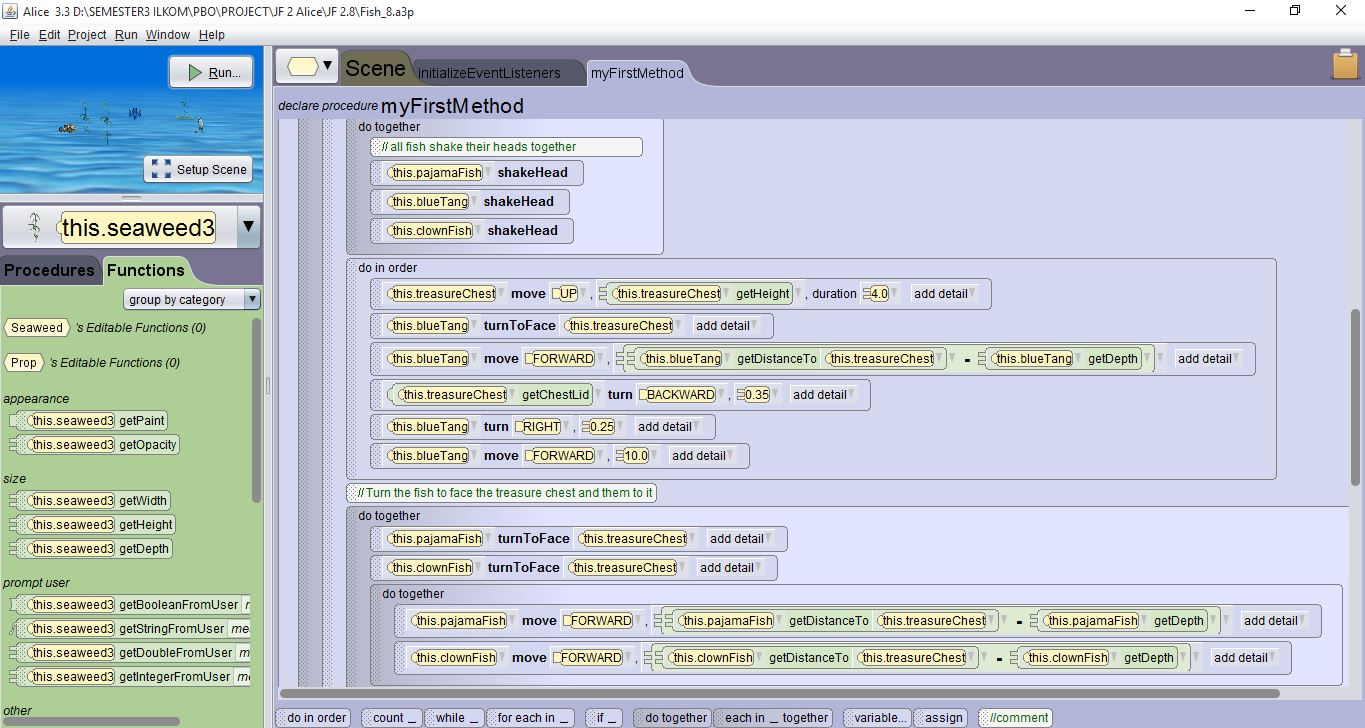 Alice 3.3 D:\SEMESTER3 ILKOM\PBO\PROJECT\JF 2 Alice\JF 2.8\Fish_8.a3p
File Edit Project Run Window Help
Run...
Setup Scene
this.seaweed3
Procedures Functions
group by category
Seaweed 's Editable Functions (0)
Prop 's Editable Functions (0)
appearance
this.seaweed3 getPaint
this.seaweed3 getOpacity
size
this.seaweed3 getWidth
this.seaweed3 getHeight
this.seaweed3 getDepth
prompt user
this.seaweed3 getBooleanFromUser
this.seaweed3 getStringFromUser me
this.seaweed3 getDoubleFromUser m
this.seaweed3 getIntegerFromUser me
other
Scene initializeEventListeners myFirstMethod
declare procedure myFirstMethod
do together
// all fish shake their heads together
this.pajamaFish shakeHead
this.blueTang shakeHead
this.clownFish shakeHead
do in order
this.treasureChest move UP , this.treasureChest getHeight , duration 4.0 add detail
this.blueTang turnToFace this.treasureChest add detail
this.blueTang move FORWARD , this.blueTang getDistanceTo this.treasureChest - this.blueTang getDepth add detail
this.treasureChest getChestLid turn BACKWARD , 0.35 add detail
this.blueTang turn RIGHT , 0.25 add detail
this.blueTang move FORWARD , 10.0 add detail
// Turn the fish to face the treasure chest and them to it
do together
this.pajamaFish turnToFace this.treasureChest add detail
this.clownFish turnToFace this.treasureChest add detail
do together
this.pajamaFish move FORWARD , this.pajamaFish getDistanceTo this.treasureChest - this.pajamaFish getDepth add detail
this.clownFish move FORWARD , this.clownFish getDistanceTo this.treasureChest - this.clownFish getDepth add detail
do in order count _ while _ for each in _ if _ do together each in _ together variable... assign //comment